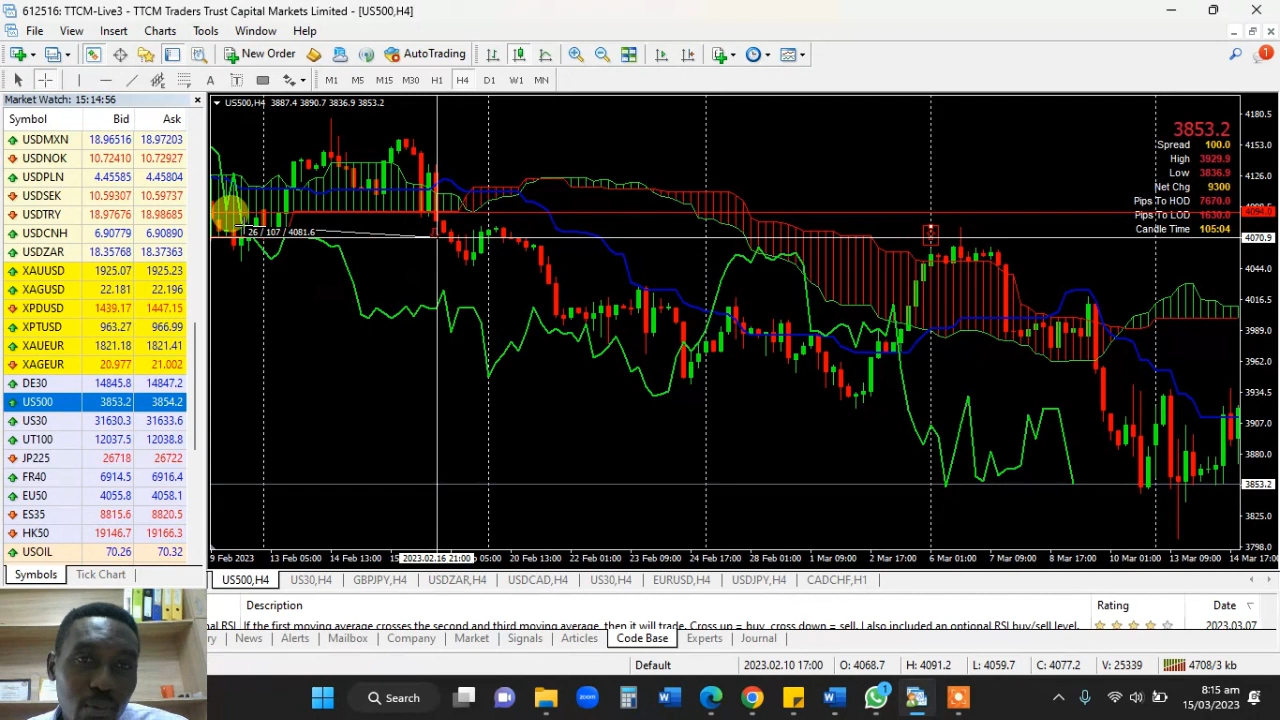 612516: TTCM-Live3 - TTCM Traders Trust Capital Markets Limited - [US500,H4]
File View Insert Charts Tools Window Help
New Order AutoTrading 1
A T M1 M5 M15 M30 H1 H4 D1 W1 MN
Market Watch: 15:14:56
Symbol Bid Ask
USDMXN 18.96516 18.97203
USDNOK 10.72410 10.72927
USDPLN 4.45585 4.45804
USDSEK 10.59307 10.59737
USDTRY 18.97676 18.98685
USDCNH 6.90779 6.90890
USDZAR 18.35768 18.37363
XAUUSD 1925.07 1925.23
XAGUSD 22.181 22.196
XPDUSD 1439.17 1447.15
XPTUSD 963.27 966.99
XAUEUR 1821.18 1821.41
XAGEUR 20.977 21.002
DE30 14845.8 14847.2
US500 3853.2 3854.2
US30 31630.3 31633.6
UT100 12037.5 12038.8
JP225 26718 26722
FR40 6914.5 6916.4
EU50 4055.8 4058.1
ES35 8815.6 8820.5
HK50 19146.7 19166.3
USOIL 70.26 70.32
Symbols Tick Chart
US500,H4 3887.4 3890.7 3836.9 3853.2
3853.2
Spread 100.0
High 3929.9
Low 3836.9
Net Chg 9300
Pips To HOD 7670.0
Pips To LOD 1630.0
Candle Time 105:04
26 / 107 / 4081.6
4180.5
4153.0
4126.0
4094.0
4070.9
4044.0
4016.5
3989.0
3962.0
3934.5
3907.0
3880.0
3853.2
3825.0
3798.0
9 Feb 2023 13 Feb 05:00 14 Feb 13:00 15 2023.02.16 21:00 05:00 20 Feb 13:00 22 Feb 01:00 23 Feb 09:00 24 Feb 17:00 28 Feb 01:00 1 Mar 09:00 2 Mar 17:00 6 Mar 01:00 7 Mar 09:00 8 Mar 17:00 10 Mar 01:00 13 Mar 09:00 14 Mar 17:00
US500,H4 US30,H4 GBPJPY,H4 USDZAR,H4 USDCAD,H4 US30,H4 EURUSD,H4 USDJPY,H4 CADCHF,H1
Description Rating Date
onal RSI If the first moving average crosses the second and third moving average, then it will trade. Cross up = buy, cross down = sell. I also included an optional RSI buy/sell level. 2023.03.07
ry News Alerts Mailbox Company Market Signals Articles Code Base Experts Journal
Default 2023.02.10 17:00 O: 4068.7 H: 4091.2 L: 4059.7 C: 4077.2 V: 25339 4708/3 kb
Search zoom 1 8:15 am
15/03/2023